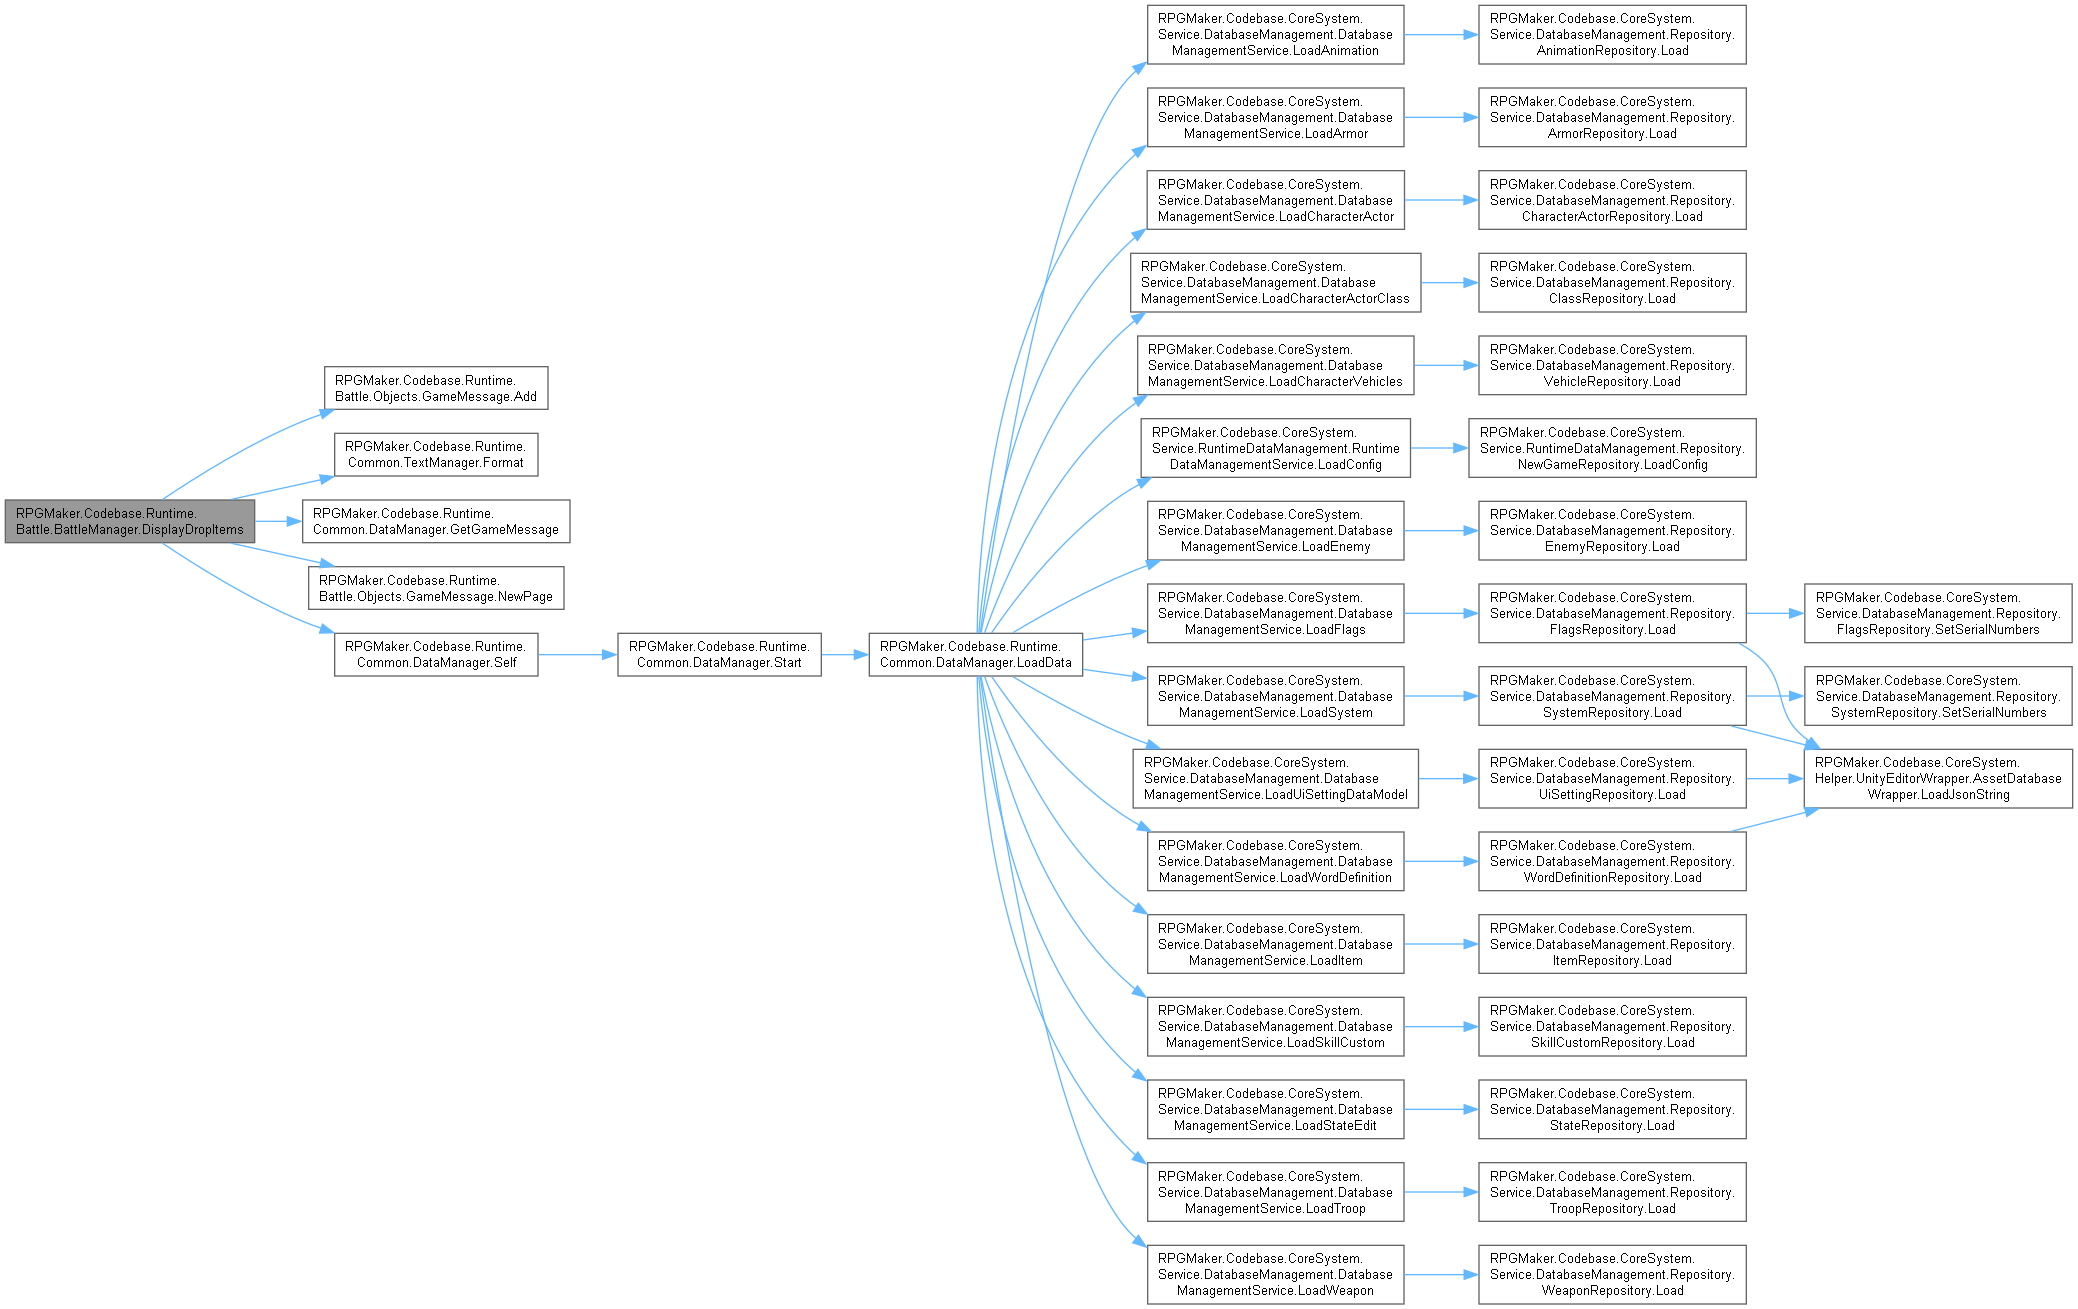 RPGMaker.Codebase.Runtime.
Battle.BattleManager.DisplayDropItems
RPGMaker.Codebase.Runtime.
Battle.Objects.GameMessage.Add
RPGMaker.Codebase.Runtime.
Common.TextManager.Format
RPGMaker.Codebase.Runtime.
Common.DataManager.GetGameMessage
RPGMaker.Codebase.Runtime.
Battle.Objects.GameMessage.NewPage
RPGMaker.Codebase.Runtime.
Common.DataManager.Self
RPGMaker.Codebase.Runtime.
Common.DataManager.Start
RPGMaker.Codebase.Runtime.
Common.DataManager.LoadData
RPGMaker.Codebase.CoreSystem.
Service.DatabaseManagement.Database
ManagementService.LoadAnimation
RPGMaker.Codebase.CoreSystem.
Service.DatabaseManagement.Repository.
AnimationRepository.Load
RPGMaker.Codebase.CoreSystem.
Service.DatabaseManagement.Database
ManagementService.LoadArmor
RPGMaker.Codebase.CoreSystem.
Service.DatabaseManagement.Repository.
ArmorRepository.Load
RPGMaker.Codebase.CoreSystem.
Service.DatabaseManagement.Database
ManagementService.LoadCharacterActor
RPGMaker.Codebase.CoreSystem.
Service.DatabaseManagement.Repository.
CharacterActorRepository.Load
RPGMaker.Codebase.CoreSystem.
Service.DatabaseManagement.Database
ManagementService.LoadCharacterActorClass
RPGMaker.Codebase.CoreSystem.
Service.DatabaseManagement.Repository.
ClassRepository.Load
RPGMaker.Codebase.CoreSystem.
Service.DatabaseManagement.Database
ManagementService.LoadCharacterVehicles
RPGMaker.Codebase.CoreSystem.
Service.DatabaseManagement.Repository.
VehicleRepository.Load
RPGMaker.Codebase.CoreSystem.
Service.RuntimeDataManagement.Runtime
DataManagementService.LoadConfig
RPGMaker.Codebase.CoreSystem.
Service.RuntimeDataManagement.Repository.
NewGameRepository.LoadConfig
RPGMaker.Codebase.CoreSystem.
Service.DatabaseManagement.Database
ManagementService.LoadEnemy
RPGMaker.Codebase.CoreSystem.
Service.DatabaseManagement.Repository.
EnemyRepository.Load
RPGMaker.Codebase.CoreSystem.
Service.DatabaseManagement.Database
ManagementService.LoadFlags
RPGMaker.Codebase.CoreSystem.
Service.DatabaseManagement.Repository.
FlagsRepository.Load
RPGMaker.Codebase.CoreSystem.
Service.DatabaseManagement.Repository.
FlagsRepository.SetSerialNumbers
RPGMaker.Codebase.CoreSystem.
Service.DatabaseManagement.Database
ManagementService.LoadSystem
RPGMaker.Codebase.CoreSystem.
Service.DatabaseManagement.Repository.
SystemRepository.Load
RPGMaker.Codebase.CoreSystem.
Service.DatabaseManagement.Repository.
SystemRepository.SetSerialNumbers
RPGMaker.Codebase.CoreSystem.
Service.DatabaseManagement.Database
ManagementService.LoadUiSettingDataModel
RPGMaker.Codebase.CoreSystem.
Service.DatabaseManagement.Repository.
UiSettingRepository.Load
RPGMaker.Codebase.CoreSystem.
Helper.UnityEditorWrapper.AssetDatabase
Wrapper.LoadJsonString
RPGMaker.Codebase.CoreSystem.
Service.DatabaseManagement.Database
ManagementService.LoadWordDefinition
RPGMaker.Codebase.CoreSystem.
Service.DatabaseManagement.Repository.
WordDefinitionRepository.Load
RPGMaker.Codebase.CoreSystem.
Service.DatabaseManagement.Database
ManagementService.LoadItem
RPGMaker.Codebase.CoreSystem.
Service.DatabaseManagement.Repository.
ItemRepository.Load
RPGMaker.Codebase.CoreSystem.
Service.DatabaseManagement.Database
ManagementService.LoadSkillCustom
RPGMaker.Codebase.CoreSystem.
Service.DatabaseManagement.Repository.
SkillCustomRepository.Load
RPGMaker.Codebase.CoreSystem.
Service.DatabaseManagement.Database
ManagementService.LoadStateEdit
RPGMaker.Codebase.CoreSystem.
Service.DatabaseManagement.Repository.
StateRepository.Load
RPGMaker.Codebase.CoreSystem.
Service.DatabaseManagement.Database
ManagementService.LoadTroop
RPGMaker.Codebase.CoreSystem.
Service.DatabaseManagement.Repository.
TroopRepository.Load
RPGMaker.Codebase.CoreSystem.
Service.DatabaseManagement.Database
ManagementService.LoadWeapon
RPGMaker.Codebase.CoreSystem.
Service.DatabaseManagement.Repository.
WeaponRepository.Load